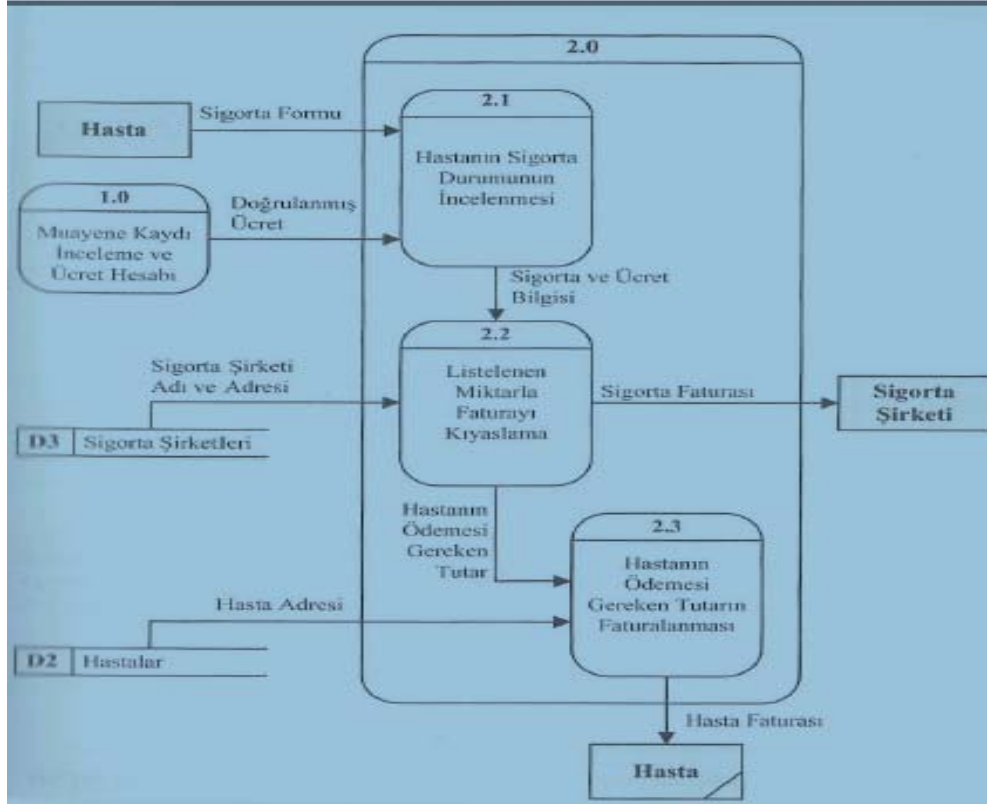 2.0
2.1
Hastanın Sigorta
Durumunun
İncelenmesi
Hasta
Sigorta Formu
1.0
Muayene Kaydı
İnceleme ve
Ücret Hesabı
Doğrulanmış
Ücret
Sigorta ve Ücret
Bilgisi
2.2
Listelenen
Miktarla
Faturayı
Kıyaslama
Sigorta Şirketi
Adı ve Adresi
D3 Sigorta Şirketleri
Sigorta Faturası
Sigorta
Şirketi
Hastanın
Ödemesi
Gereken
Tutar
2.3
Hastanın
Ödemesi
Gereken Tutarın
Faturalanması
Hasta Adresi
D2 Hastalar
Hasta Faturası
Hasta